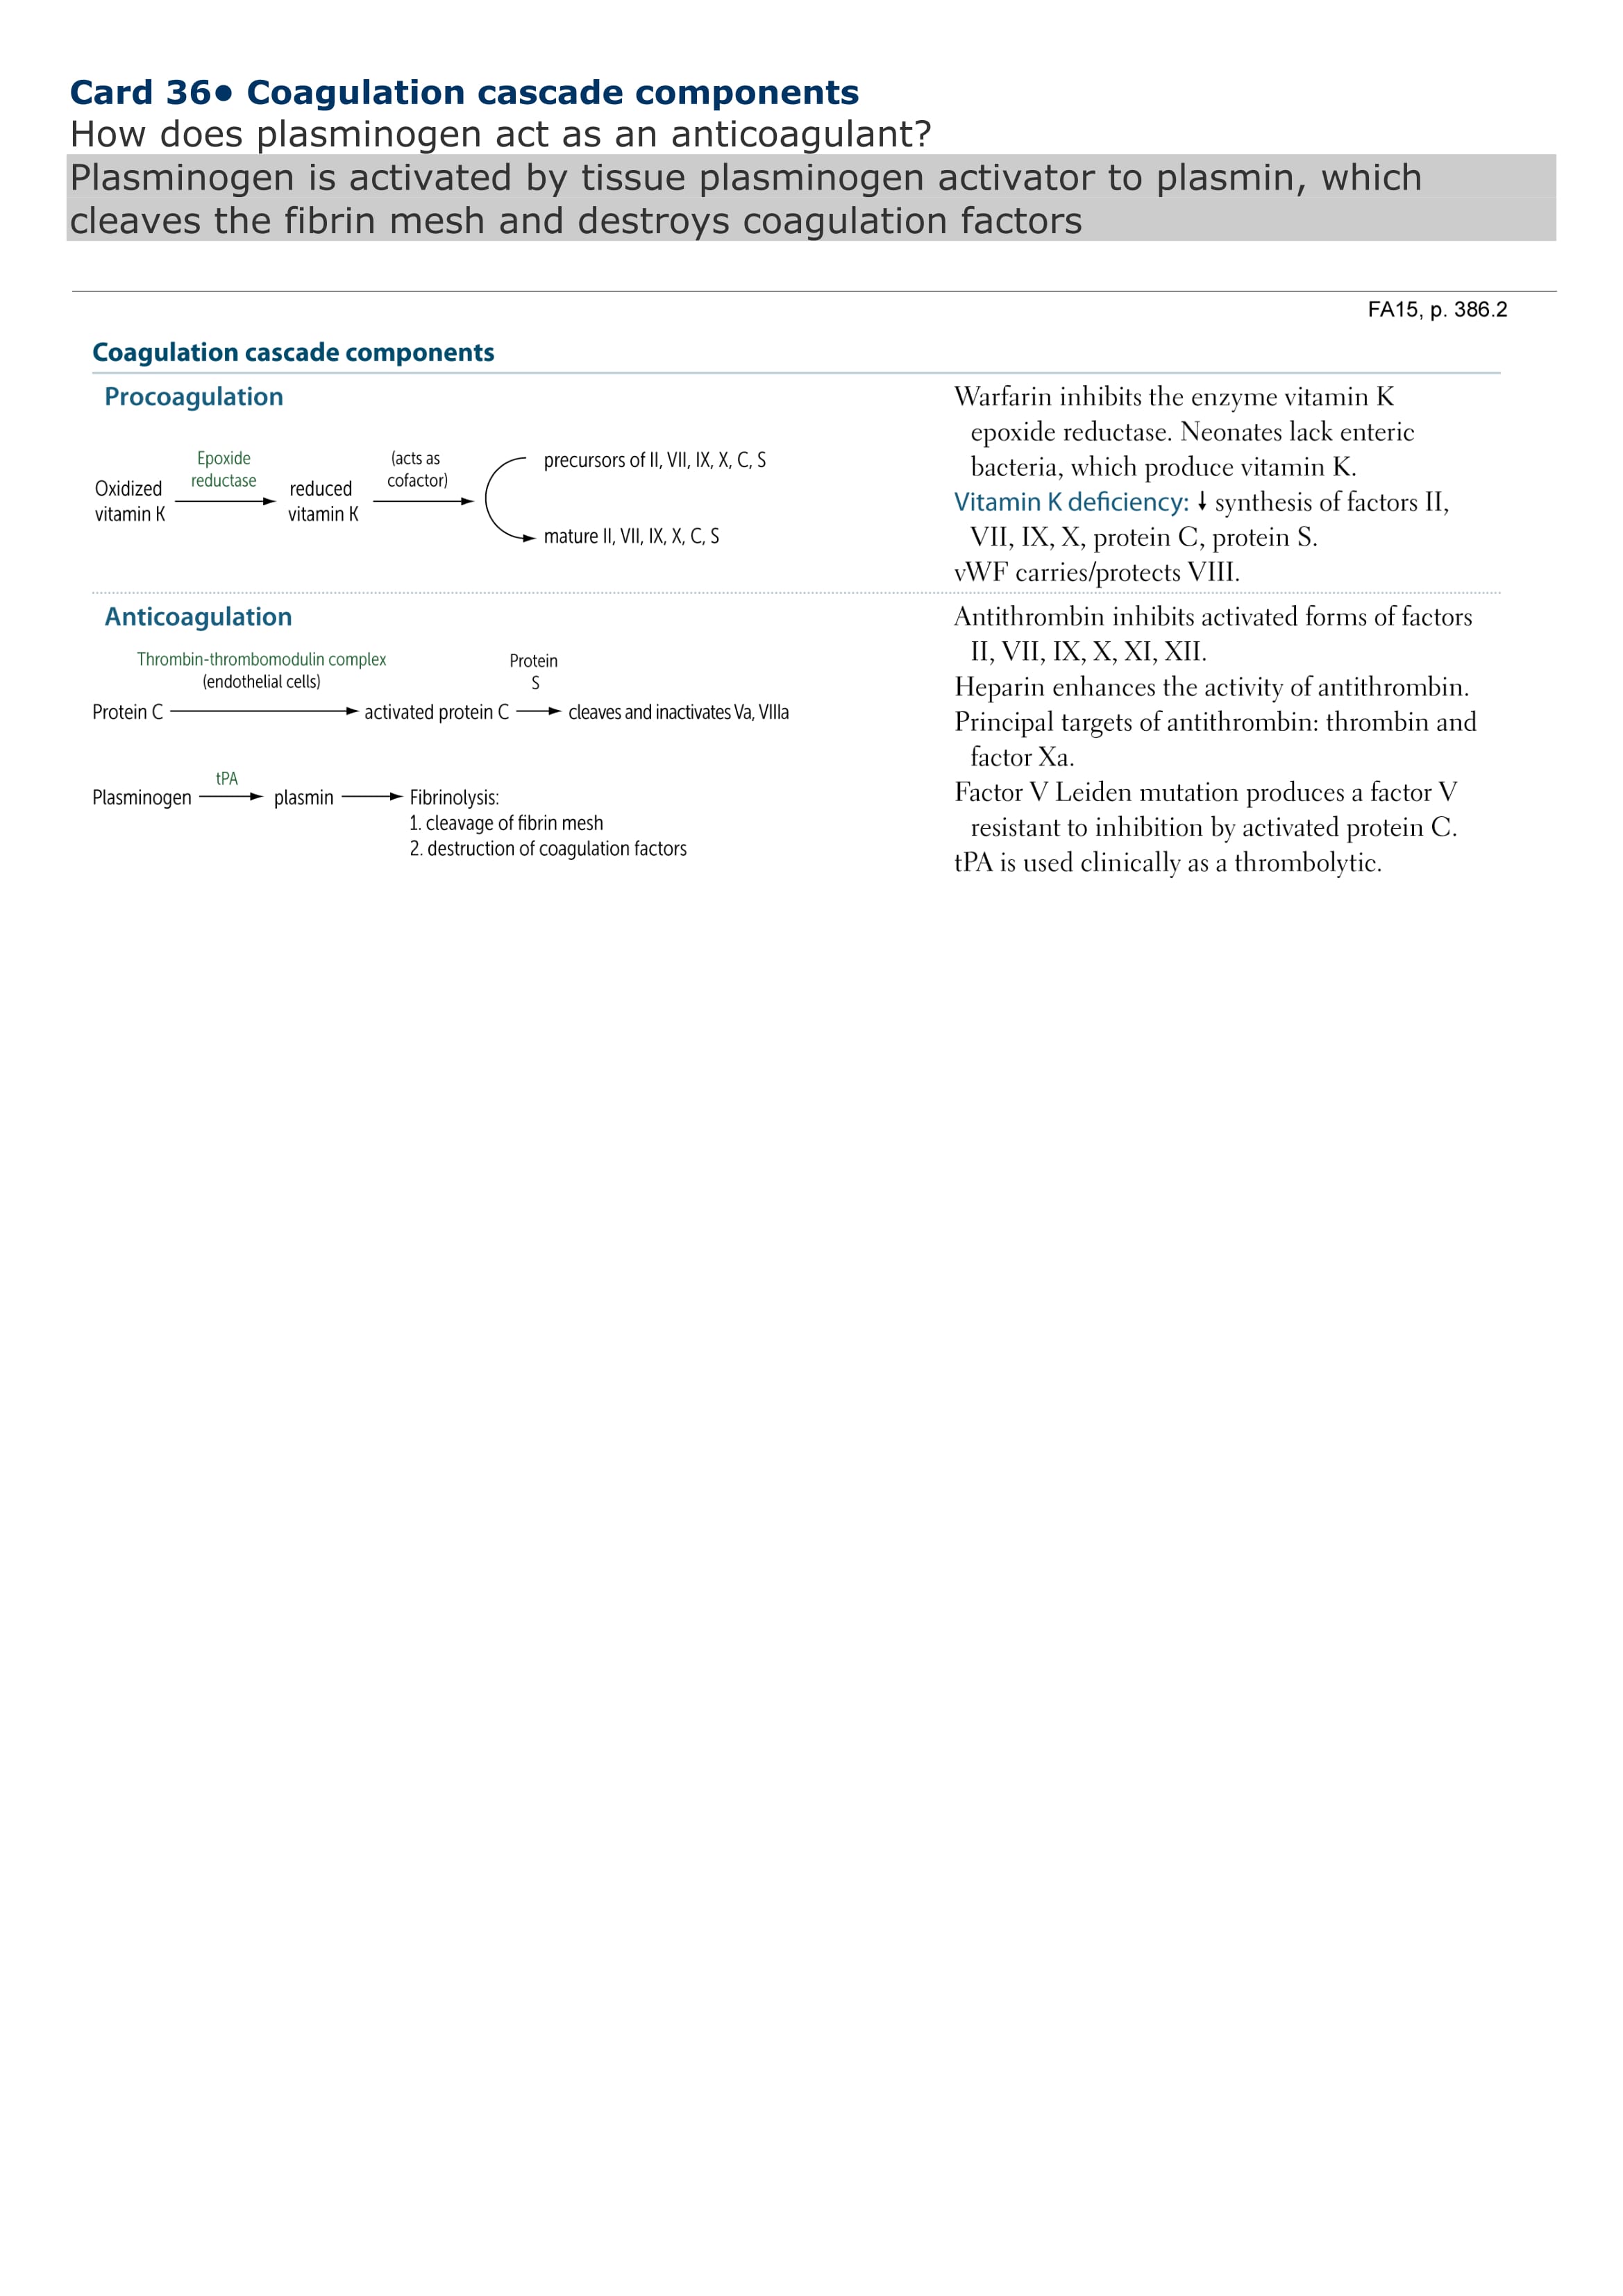 Card 36• Coagulation cascade components
How does plasminogen act as an anticoagulant?
Plasminogen is activated by tissue plasminogen activator to plasmin, which
cleaves the fibrin mesh and destroys coagulation factors
FA15, p. 386.2
Coagulation cascade components
Procoagulation
Epoxide
reductase
(acts as
cofactor)
Oxidized
vitamin K
reduced
vitamin K
precursors of II, VII, IX, X, C, S
mature II, VII, IX, X, C, S
Warfarin inhibits the enzyme vitamin K
epoxide reductase. Neonates lack enteric
bacteria, which produce vitamin K.
Vitamin K deficiency: ↓ synthesis of factors II,
VII, IX, X, protein C, protein S.
vWF carries/protects VIII.
Anticoagulation
Thrombin-thrombomodulin complex
(endothelial cells)
Protein
S
Protein C → activated protein C → cleaves and inactivates Va, VIIIa
tPA
Plasminogen → plasmin → Fibrinolysis:
1. cleavage of fibrin mesh
2. destruction of coagulation factors
Antithrombin inhibits activated forms of factors
II, VII, IX, X, XI, XII.
Heparin enhances the activity of antithrombin.
Principal targets of antithrombin: thrombin and
factor Xa.
Factor V Leiden mutation produces a factor V
resistant to inhibition by activated protein C.
tPA is used clinically as a thrombolytic.